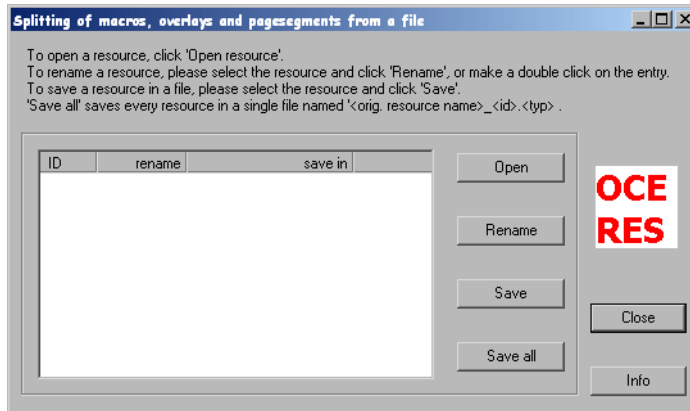 Splitting of macros, overlays and pagesegments from a file
To open a resource, click 'Open resource'.
To rename a resource, please select the resource and click 'Rename', or make a double click on the entry.
To save a resource in a file, please select the resource and click 'Save'.
'Save all' saves every resource in a single file named '<orig. resource name>_<id>.<typ> .
ID rename save in
Open
OCE
RES
Rename
Save
Close
Save all
Info